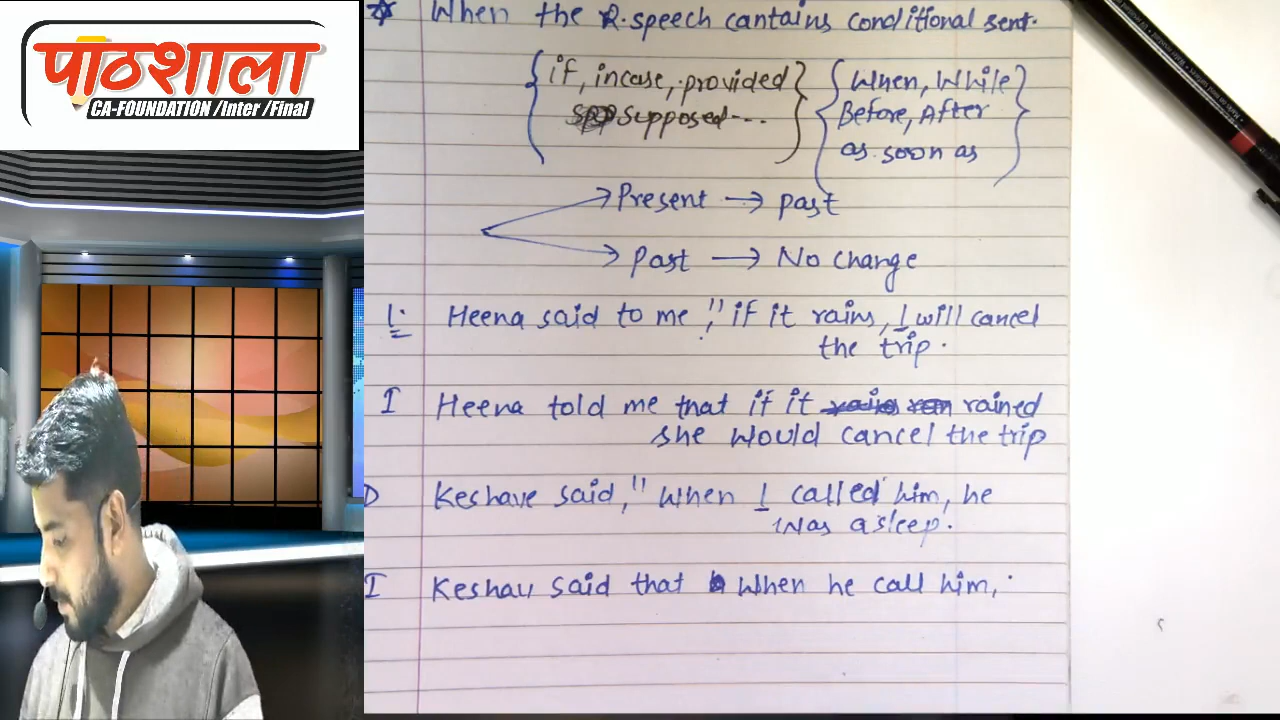 पाठशाला
CA-FOUNDATION /Inter /Final
☆ When the R.speech cantains conditional sent.
{if, incase, provided supposed...} {When, While
Before, After
as soon as}
→ Present → past
→ Past → No change
1. Heena said to me ," if it rains, I will cancel
the trip.
I Heena told me that if it rained
she would cancel the trip
D Keshave said," when I called him, he
was asleep.
I Keshav said that when he call him, .